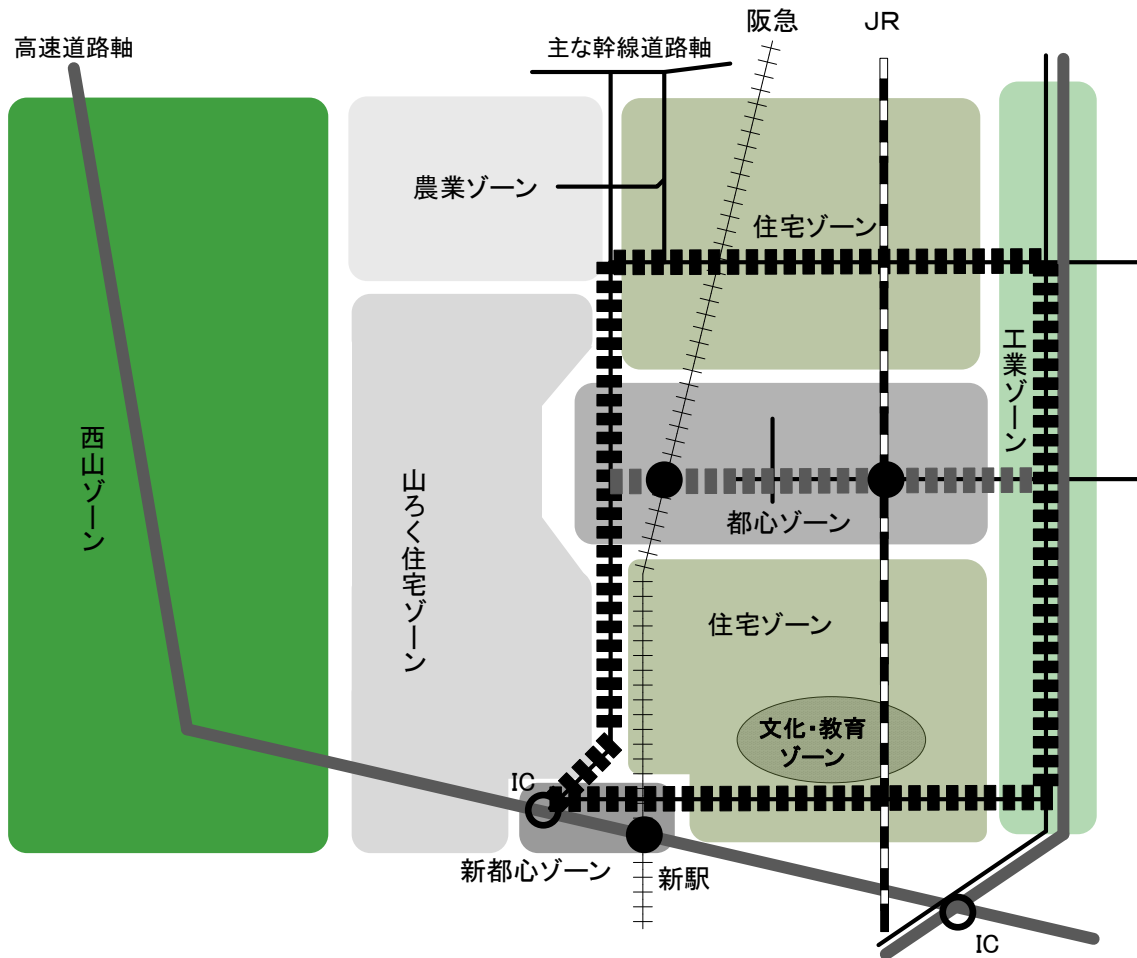 阪急
JR
高速道路軸
主な幹線道路軸
農業ゾーン
住宅ゾーン
工業ゾーン
西山ゾーン
山ろく住宅ゾーン
都心ゾーン
住宅ゾーン
文化・教育
ゾーン
IC
新都心ゾーン
新駅
IC